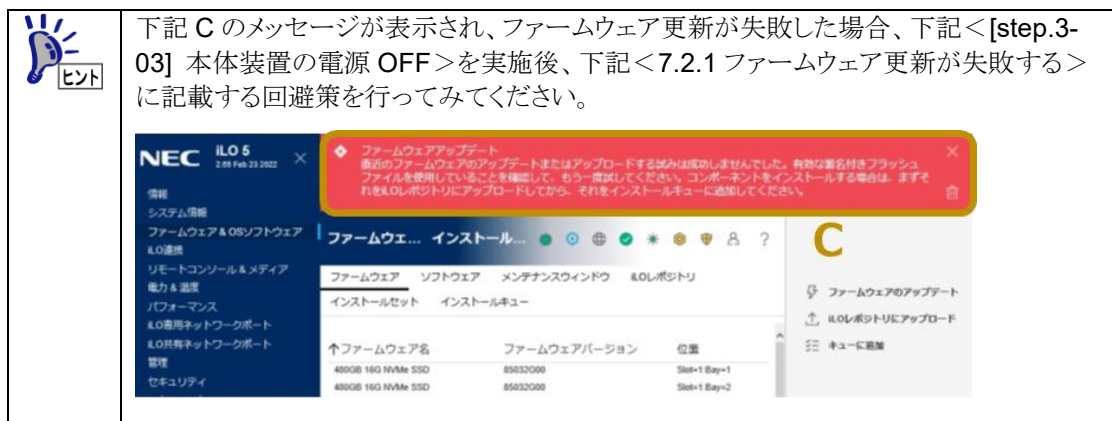 下記 C のメッセージが表示され、ファームウェア更新が失敗した場合、下記＜[step.3-
03] 本体装置の電源 OFF＞を実施後、下記＜7.2.1 ファームウェア更新が失敗する＞
に記載する回避策を行ってみてください。
ヒント
NEC iLO 5
2.65 Feb 23 2022
ファームウェアアップデート
直近のファームウェアのアップデートまたはアップロードする試みは成功しませんでした。有効な署名付きフラッシュ
ファイルを使用していることを確認して、もう一度試してください。コンポーネントをインストールする場合は、まずそ
れをiLOレポジトリにアップロードしてから、それをインストールキューに追加してください。
情報
システム情報
ファームウェア & OSソフトウェア
iLO連携
リモートコンソール & メディア
電力 & 温度
パフォーマンス
iLO専用ネットワークポート
iLO共有ネットワークポート
管理
セキュリティ
ファームウェ... インストール...
?
C
ファームウェア ソフトウェア メンテナンスウィンドウ iLOレポジトリ
インストールセット インストールキュー
ファームウェアのアップデート
iLOレポジトリにアップロード
キューに追加
↑ファームウェア名 ファームウェアバージョン 位置
480GB 16G NVMe SSD 85032G00 Slot=1:Bay=1
480GB 16G NVMe SSD 85032G00 Slot=1:Bay=2